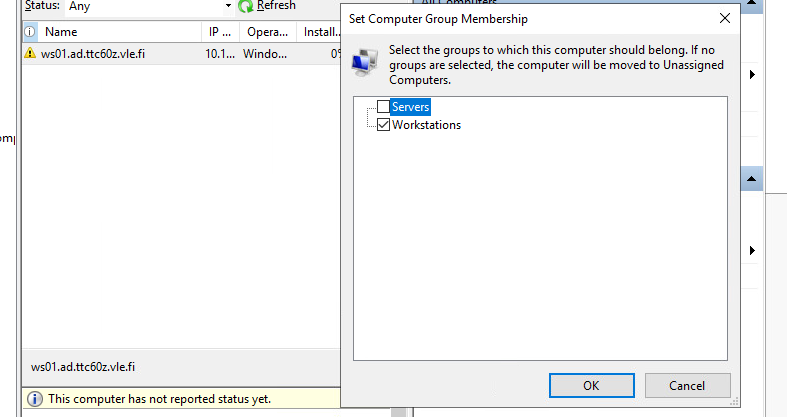 Status: Any Refresh
Name IP ... Opera... Install...
ws01.ad.ttc60z.vle.fi 10.1... Windo... 0%
ws01.ad.ttc60z.vle.fi
This computer has not reported status yet.
Set Computer Group Membership
Select the groups to which this computer should belong. If no
groups are selected, the computer will be moved to Unassigned
Computers.
Servers
Workstations
OK Cancel
All Computers